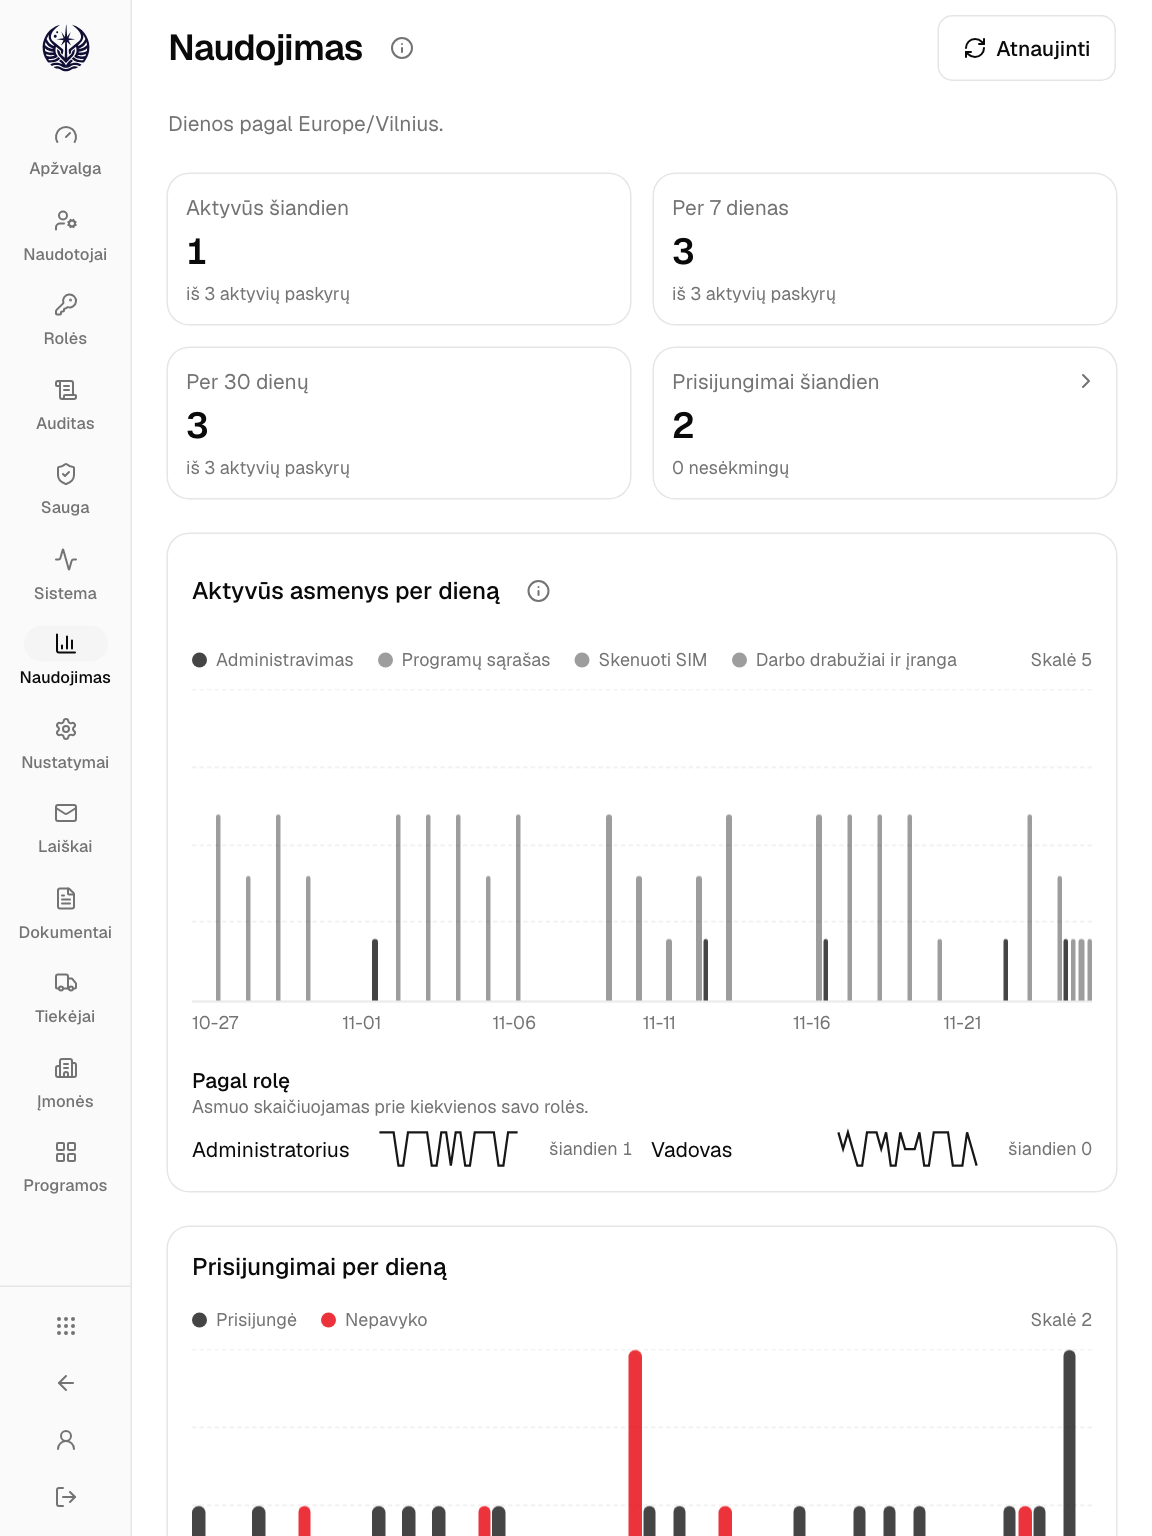 Naudojimas
Atnaujinti
Dienos pagal Europe/Vilnius.
Apžvalga
Naudotojai
Rolės
Auditas
Sauga
Sistema
Naudojimas
Nustatymai
Laiškai
Dokumentai
Tiekėjai
Įmonės
Programos
Aktyvūs šiandien
1
iš 3 aktyvių paskyrų
Per 7 dienas
3
iš 3 aktyvių paskyrų
Per 30 dienų
3
iš 3 aktyvių paskyrų
Prisijungimai šiandien
2
0 nesėkmingų
Aktyvūs asmenys per dieną
Administravimas Programų sąrašas Skenuoti SIM Darbo drabužiai ir įranga Skalė 5
10-27 11-01 11-06 11-11 11-16 11-21
Pagal rolę
Asmuo skaičiuojamas prie kiekvienos savo rolės.
Administratorius šiandien 1 Vadovas šiandien 0
Prisijungimai per dieną
Prisijungė Nepavyko Skalė 2